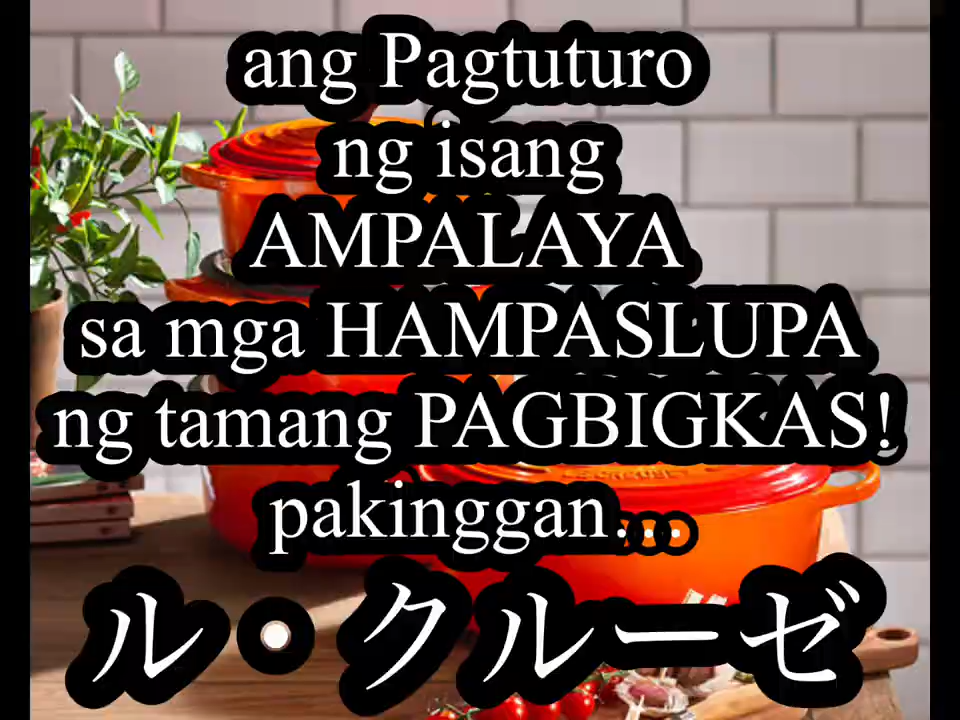 ang Pagtuturo
ng isang
AMPALAYA
sa mga HAMPASLUPA
ng tamang PAGBIGKAS!
pakinggan...
ル・クルーゼ